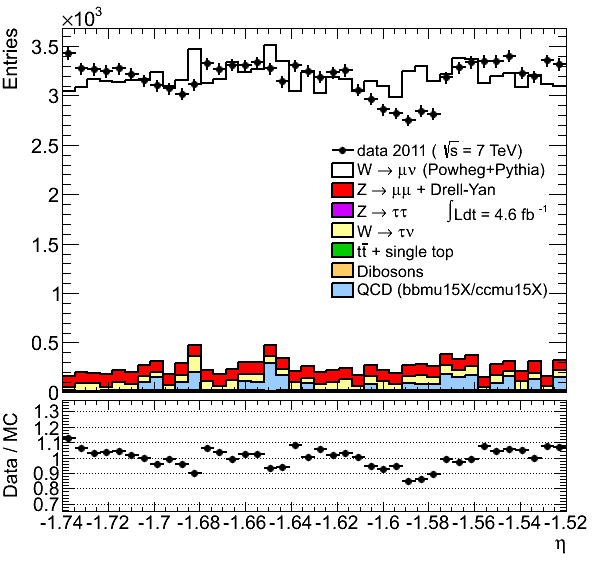 ×10³
Entries
3.5
3
2.5
2
1.5
1
0.5
0
data 2011 ( √s = 7 TeV)
W → μν (Powheg+Pythia)
Z → μμ + Drell-Yan
Z → ττ ∫Ldt = 4.6 fb⁻¹
W → τν
tt̄ + single top
Dibosons
QCD (bbmu15X/ccmu15X)
Data / MC
1.3
1.2
1.1
1.0
0.9
0.8
0.7
-1.74 -1.72 -1.7 -1.68 -1.66 -1.64 -1.62 -1.6 -1.58 -1.56 -1.54 -1.52
η